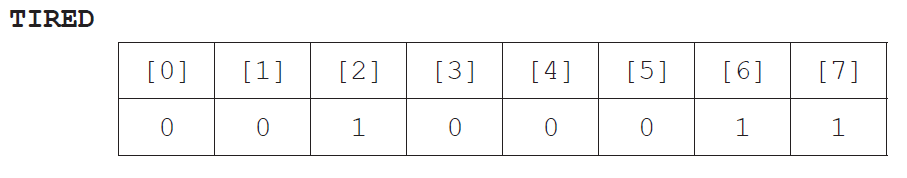 TIRED
[0] [1] [2] [3] [4] [5] [6] [7]
0 0 1 0 0 0 1 1